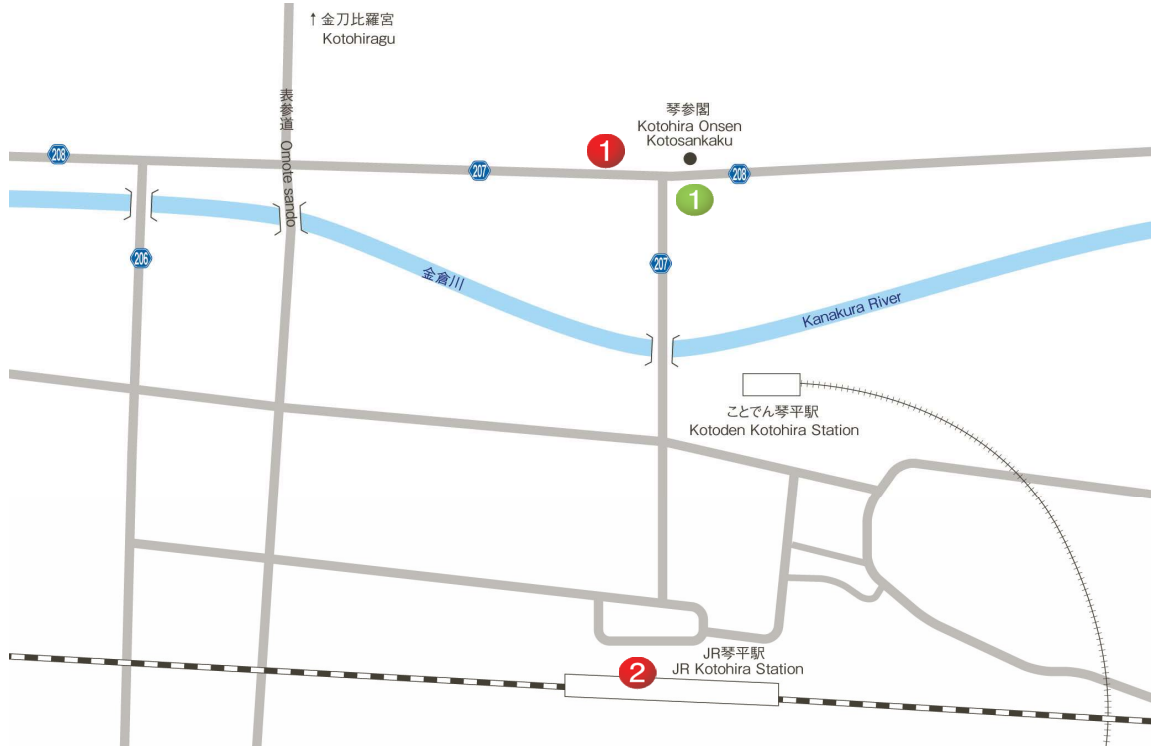 ↑金刀比羅宮
Kotohiragu
表参道 Omote sando
琴参閣
Kotohira Onsen
Kotosankaku
1
208
207
208
1
206
207
金倉川
Kanakura River
ことでん琴平駅
Kotoden Kotohira Station
JR琴平駅
JR Kotohira Station
2